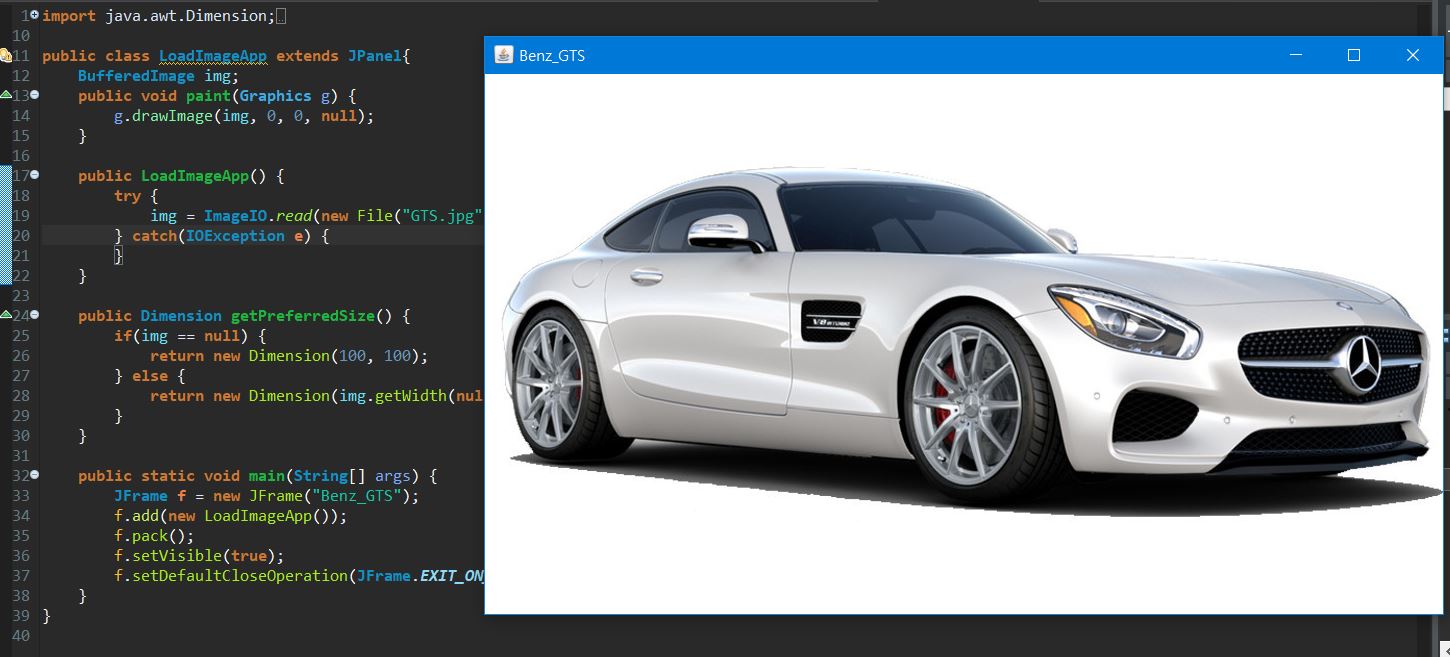 1 import java.awt.Dimension;
10
11 public class LoadImageApp extends JPanel{
12 BufferedImage img;
13 public void paint(Graphics g) {
14 g.drawImage(img, 0, 0, null);
15 }
16
17 public LoadImageApp() {
18 try {
19 img = ImageIO.read(new File("GTS.jpg"
20 } catch(IOException e) {
21 }
22 }
23
24 public Dimension getPreferredSize() {
25 if(img == null) {
26 return new Dimension(100, 100);
27 } else {
28 return new Dimension(img.getWidth(nul
29 }
30 }
31
32 public static void main(String[] args) {
33 JFrame f = new JFrame("Benz_GTS");
34 f.add(new LoadImageApp());
35 f.pack();
36 f.setVisible(true);
37 f.setDefaultCloseOperation(JFrame.EXIT_ON
38 }
39 }
40
Benz_GTS
V8 BITURBO